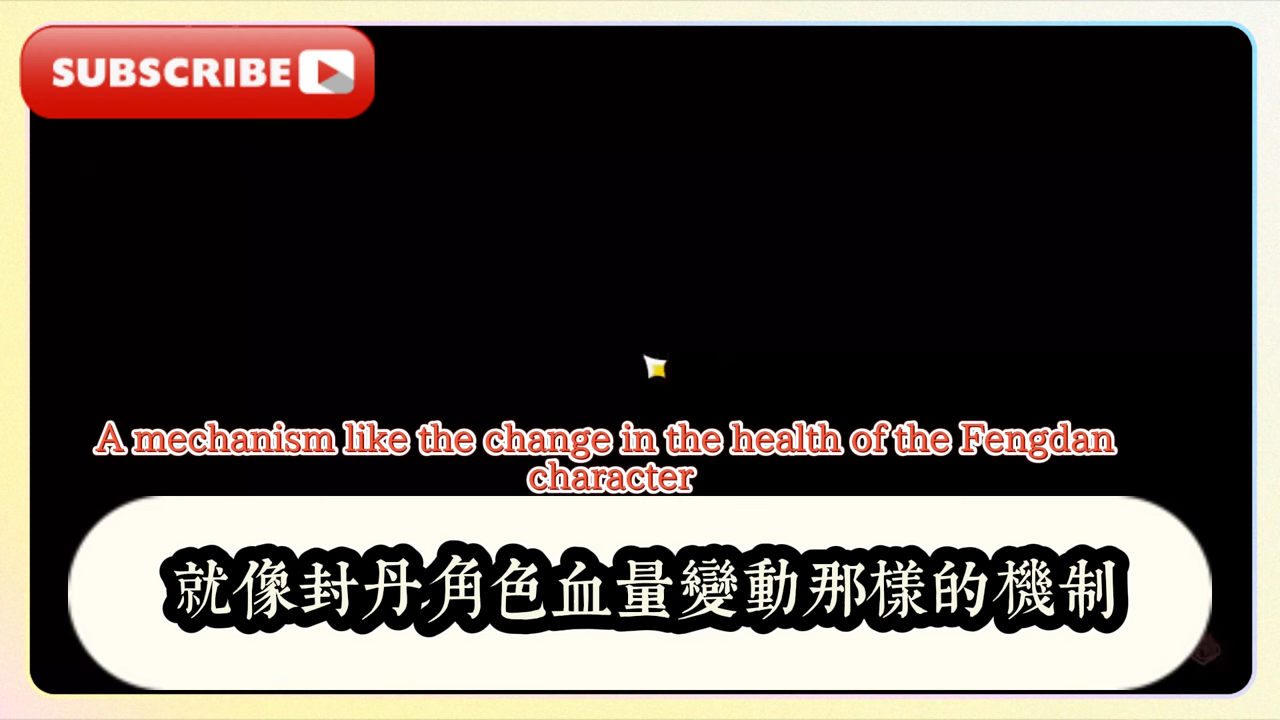 SUBSCRIBE
A mechanism like the change in the health of the Fengdan
character
就像封丹角色血量變動那樣的機制